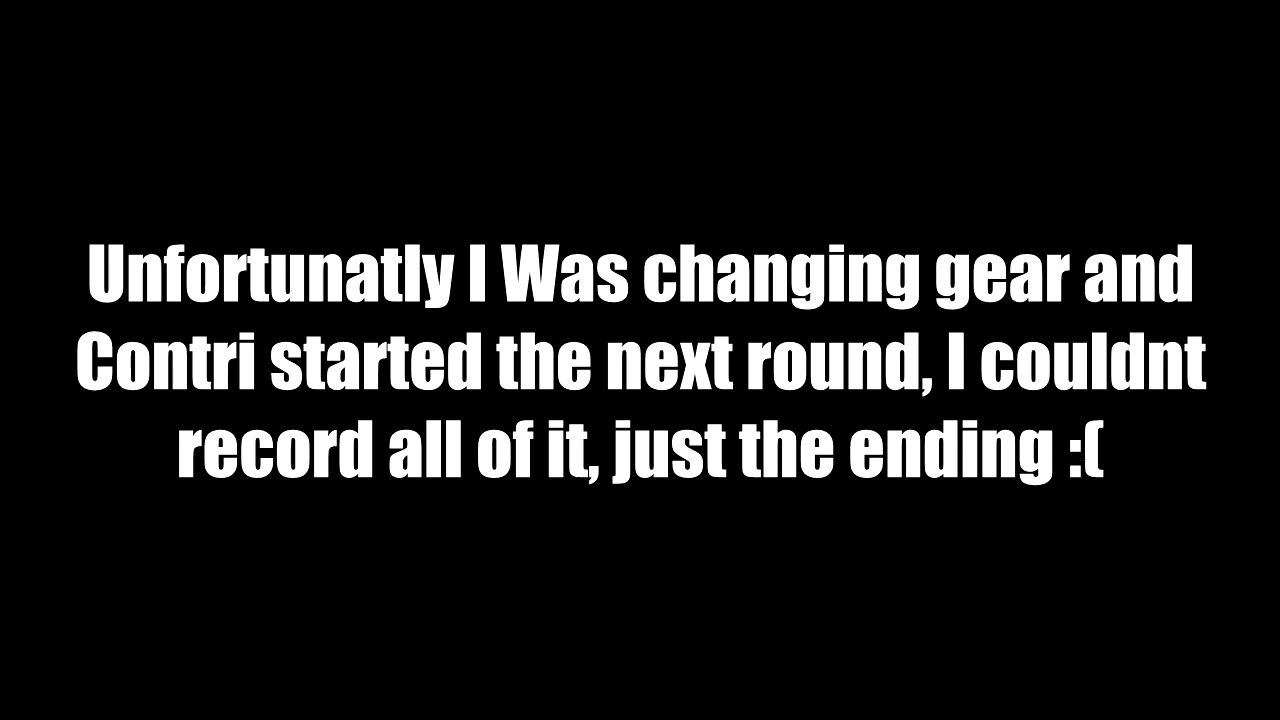 Unfortunatly I Was changing gear and
Contri started the next round, I couldnt
record all of it, just the ending :(